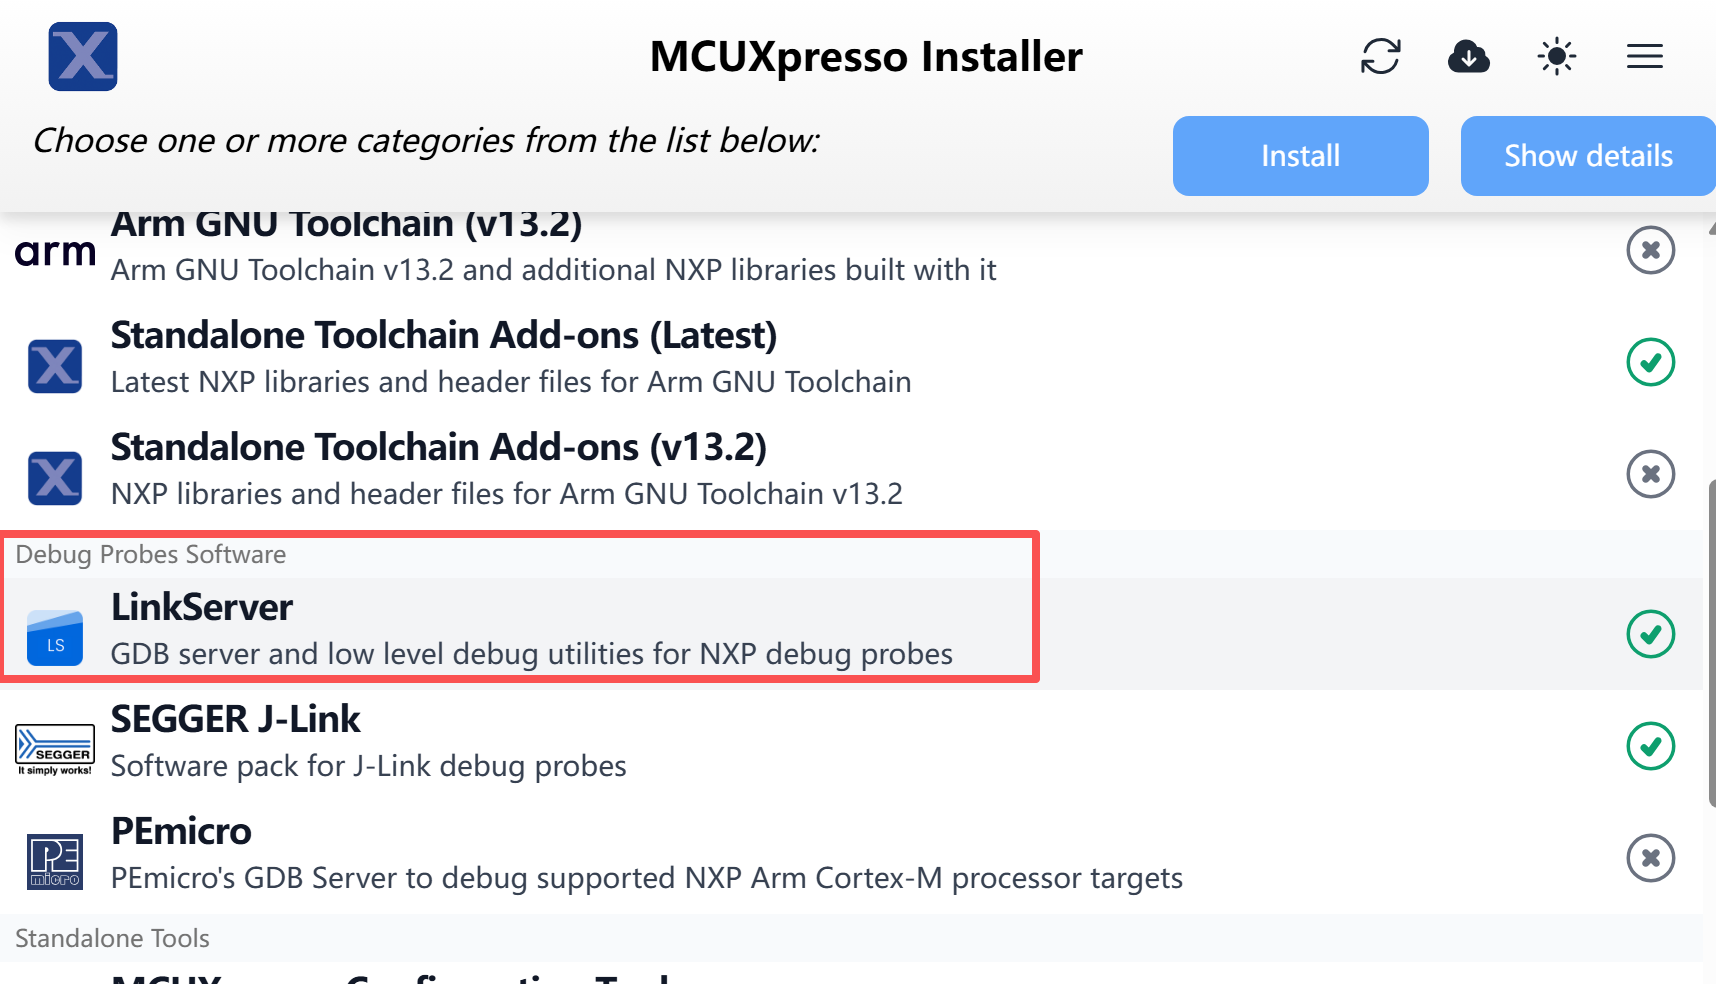 MCUXpresso Installer
Choose one or more categories from the list below:
Install
Show details
Arm GNU Toolchain (v13.2)
arm
Arm GNU Toolchain v13.2 and additional NXP libraries built with it
Standalone Toolchain Add-ons (Latest)
Latest NXP libraries and header files for Arm GNU Toolchain
Standalone Toolchain Add-ons (v13.2)
NXP libraries and header files for Arm GNU Toolchain v13.2
Debug Probes Software
LinkServer
LS
GDB server and low level debug utilities for NXP debug probes
SEGGER J-Link
SEGGER
It simply works!
Software pack for J-Link debug probes
PEmicro
PE
micro
PEmicro's GDB Server to debug supported NXP Arm Cortex-M processor targets
Standalone Tools